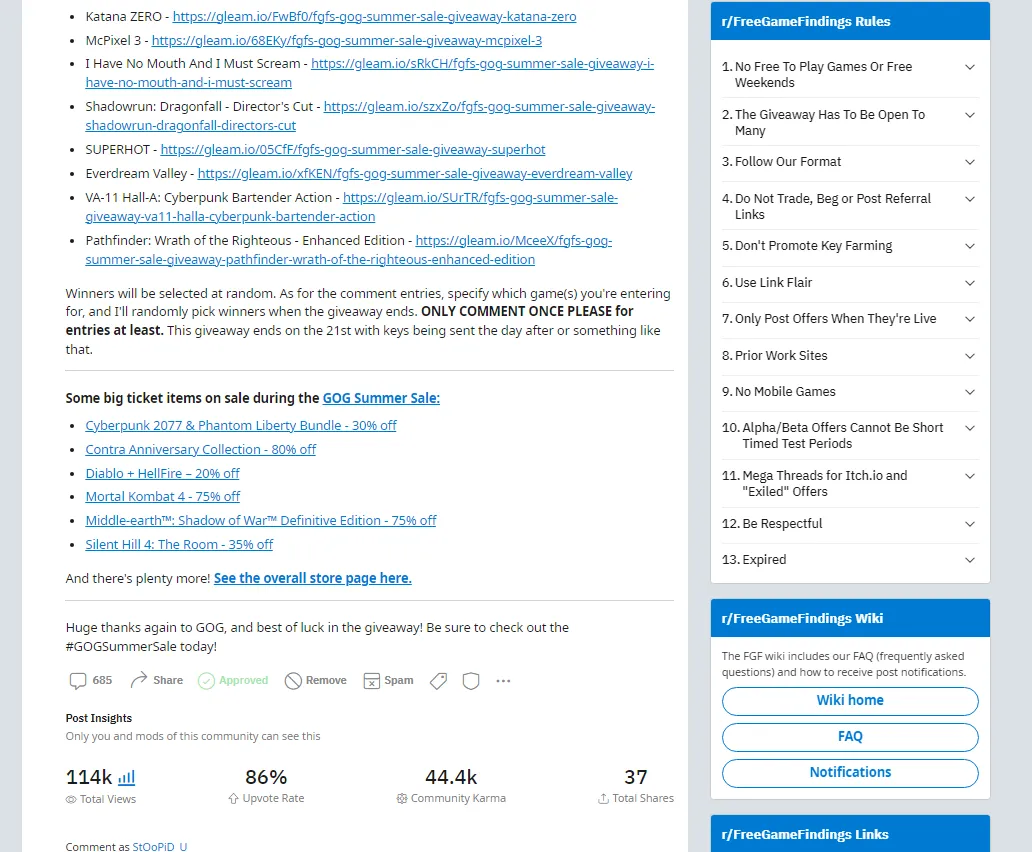 Katana ZERO - https://gleam.io/FwBf0/fgfs-gog-summer-sale-giveaway-katana-zero
McPixel 3 - https://gleam.io/68EKy/fgfs-gog-summer-sale-giveaway-mcpixel-3
I Have No Mouth And I Must Scream - https://gleam.io/sRkCH/fgfs-gog-summer-sale-giveaway-i-
have-no-mouth-and-i-must-scream
Shadowrun: Dragonfall - Director's Cut - https://gleam.io/szxZo/fgfs-gog-summer-sale-giveaway-
shadowrun-dragonfall-directors-cut
SUPERHOT - https://gleam.io/05CfF/fgfs-gog-summer-sale-giveaway-superhot
Everdream Valley - https://gleam.io/xfKEN/fgfs-gog-summer-sale-giveaway-everdream-valley
VA-11 Hall-A: Cyberpunk Bartender Action - https://gleam.io/SUrTR/fgfs-gog-summer-sale-
giveaway-va11-halla-cyberpunk-bartender-action
Pathfinder: Wrath of the Righteous - Enhanced Edition - https://gleam.io/MceeX/fgfs-gog-
summer-sale-giveaway-pathfinder-wrath-of-the-righteous-enhanced-edition
Winners will be selected at random. As for the comment entries, specify which game(s) you're entering
for, and I'll randomly pick winners when the giveaway ends. ONLY COMMENT ONCE PLEASE for
entries at least. This giveaway ends on the 21st with keys being sent the day after or something like
that.
Some big ticket items on sale during the GOG Summer Sale:
Cyberpunk 2077 & Phantom Liberty Bundle - 30% off
Contra Anniversary Collection - 80% off
Diablo + HellFire – 20% off
Mortal Kombat 4 - 75% off
Middle-earth™: Shadow of War™ Definitive Edition - 75% off
Silent Hill 4: The Room - 35% off
And there's plenty more! See the overall store page here.
Huge thanks again to GOG, and best of luck in the giveaway! Be sure to check out the
#GOGSummerSale today!
685 Share Approved Remove Spam
Post Insights
Only you and mods of this community can see this
114k 86% 44.4k 37
Total Views Upvote Rate Community Karma Total Shares
Comment as StOoPiD_U
r/FreeGameFindings Rules
1. No Free To Play Games Or Free
Weekends
2. The Giveaway Has To Be Open To
Many
3. Follow Our Format
4. Do Not Trade, Beg or Post Referral
Links
5. Don't Promote Key Farming
6. Use Link Flair
7. Only Post Offers When They're Live
8. Prior Work Sites
9. No Mobile Games
10. Alpha/Beta Offers Cannot Be Short
Timed Test Periods
11. Mega Threads for Itch.io and
"Exiled" Offers
12. Be Respectful
13. Expired
r/FreeGameFindings Wiki
The FGF wiki includes our FAQ (frequently asked
questions) and how to receive post notifications.
Wiki home
FAQ
Notifications
r/FreeGameFindings Links